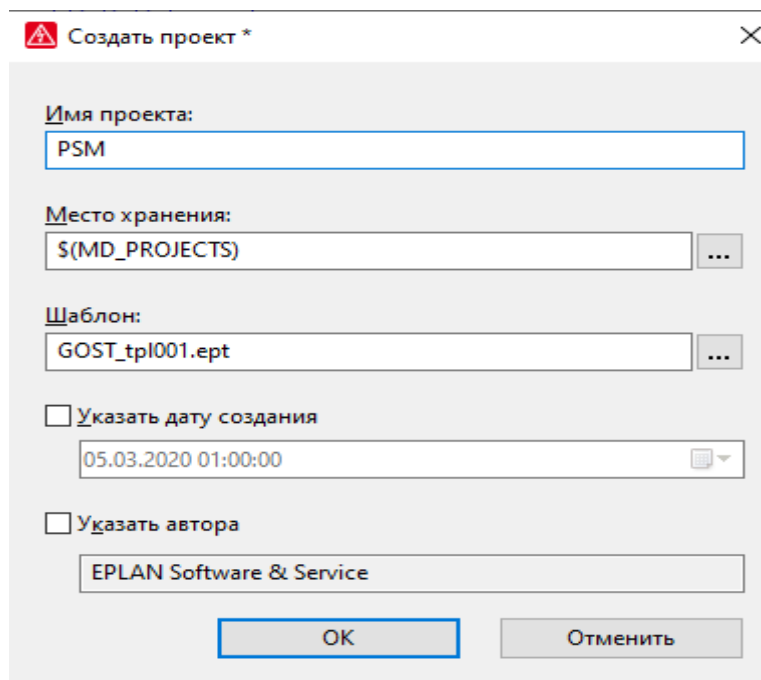 Создать проект *
Имя проекта:
PSM
Место хранения:
$(MD_PROJECTS)
...
Шаблон:
GOST_tpl001.ept
...
Указать дату создания
05.03.2020 01:00:00
Указать автора
EPLAN Software & Service
OK
Отменить